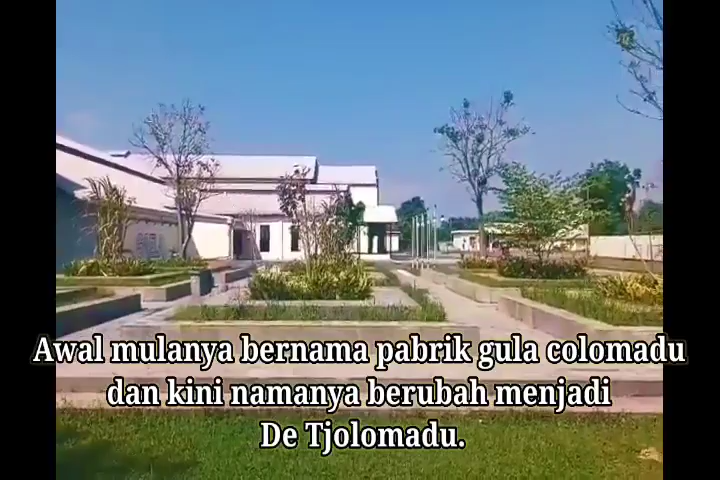 Awal mulanya bernama pabrik gula colomadu
dan kini namanya berubah menjadi
De Tjolomadu.